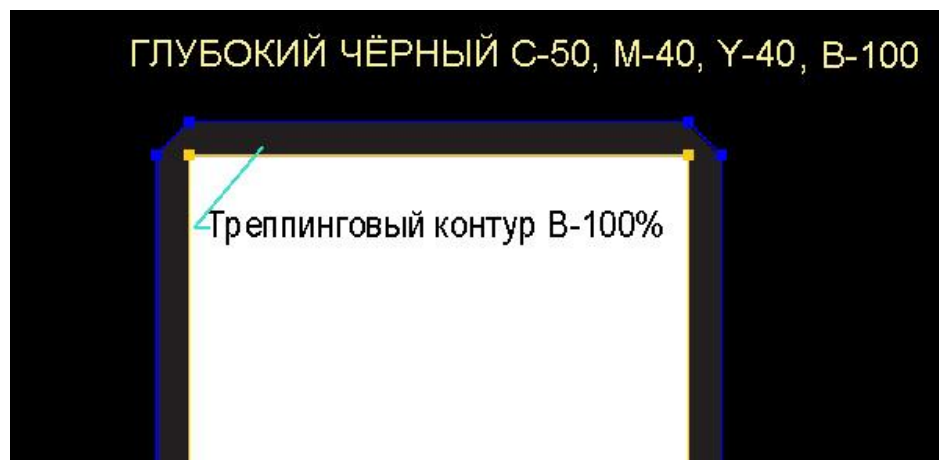 ГЛУБОКИЙ ЧЁРНЫЙ C-50, M-40, Y-40, B-100
Треппинговый контур B-100%